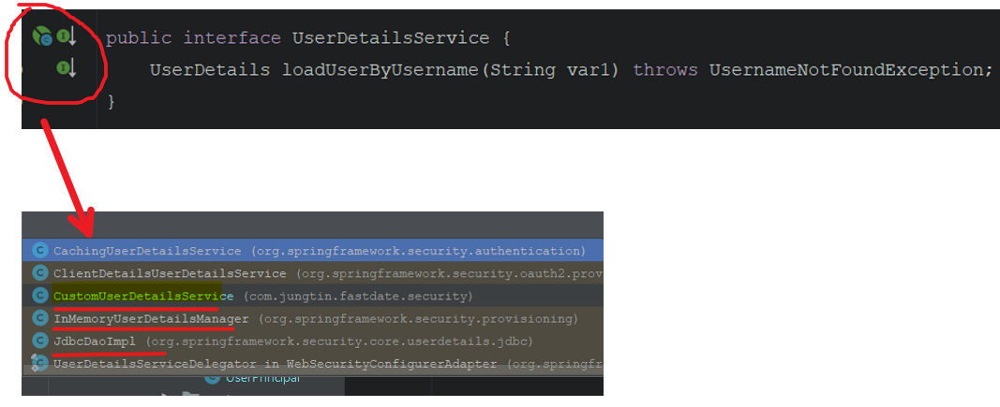 public interface UserDetailsService {
UserDetails loadUserByUsername(String var1) throws UsernameNotFoundException;
}
CachingUserDetailsService (org.springframework.security.authentication)
ClientDetailsUserDetailsService (org.springframework.security.oauth2.prov
CustomUserDetailsService (com.jungtin.fastdate.security)
InMemoryUserDetailsManager (org.springframework.security.provisioning)
JdbcDaoImpl (org.springframework.security.core.userdetails.jdbc)
UserDetailsServiceDelegator in WebSecurityConfigurerAdapter (org.springfr
UserPrincipal